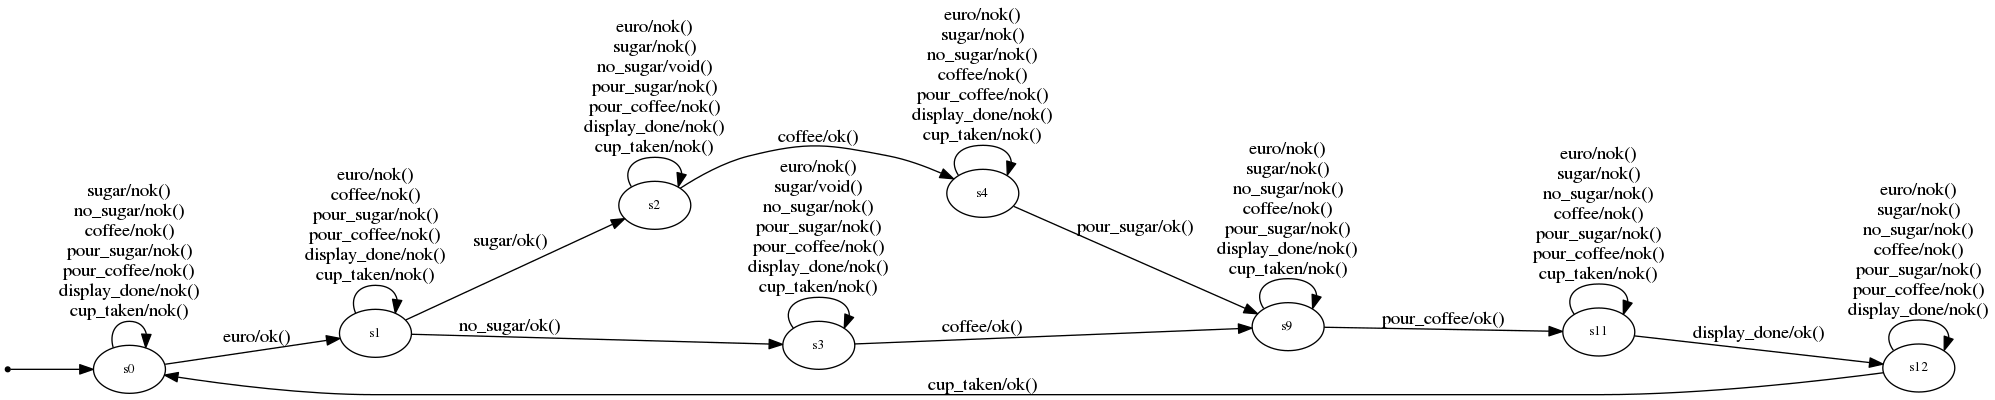 sugar/nok()
no_sugar/nok()
coffee/nok()
pour_sugar/nok()
pour_coffee/nok()
display_done/nok()
cup_taken/nok()
s0
euro/ok()
euro/nok()
coffee/nok()
pour_sugar/nok()
pour_coffee/nok()
display_done/nok()
cup_taken/nok()
s1
sugar/ok()
no_sugar/ok()
euro/nok()
sugar/nok()
no_sugar/void()
pour_sugar/nok()
pour_coffee/nok()
display_done/nok()
cup_taken/nok()
s2
coffee/ok()
euro/nok()
sugar/void()
no_sugar/nok()
pour_sugar/nok()
pour_coffee/nok()
display_done/nok()
cup_taken/nok()
s3
coffee/ok()
euro/nok()
sugar/nok()
no_sugar/nok()
coffee/nok()
pour_coffee/nok()
display_done/nok()
cup_taken/nok()
s4
pour_sugar/ok()
euro/nok()
sugar/nok()
no_sugar/nok()
coffee/nok()
pour_sugar/nok()
display_done/nok()
cup_taken/nok()
s9
pour_coffee/ok()
euro/nok()
sugar/nok()
no_sugar/nok()
coffee/nok()
pour_sugar/nok()
pour_coffee/nok()
cup_taken/nok()
s11
display_done/ok()
euro/nok()
sugar/nok()
no_sugar/nok()
coffee/nok()
pour_sugar/nok()
pour_coffee/nok()
display_done/nok()
s12
cup_taken/ok()